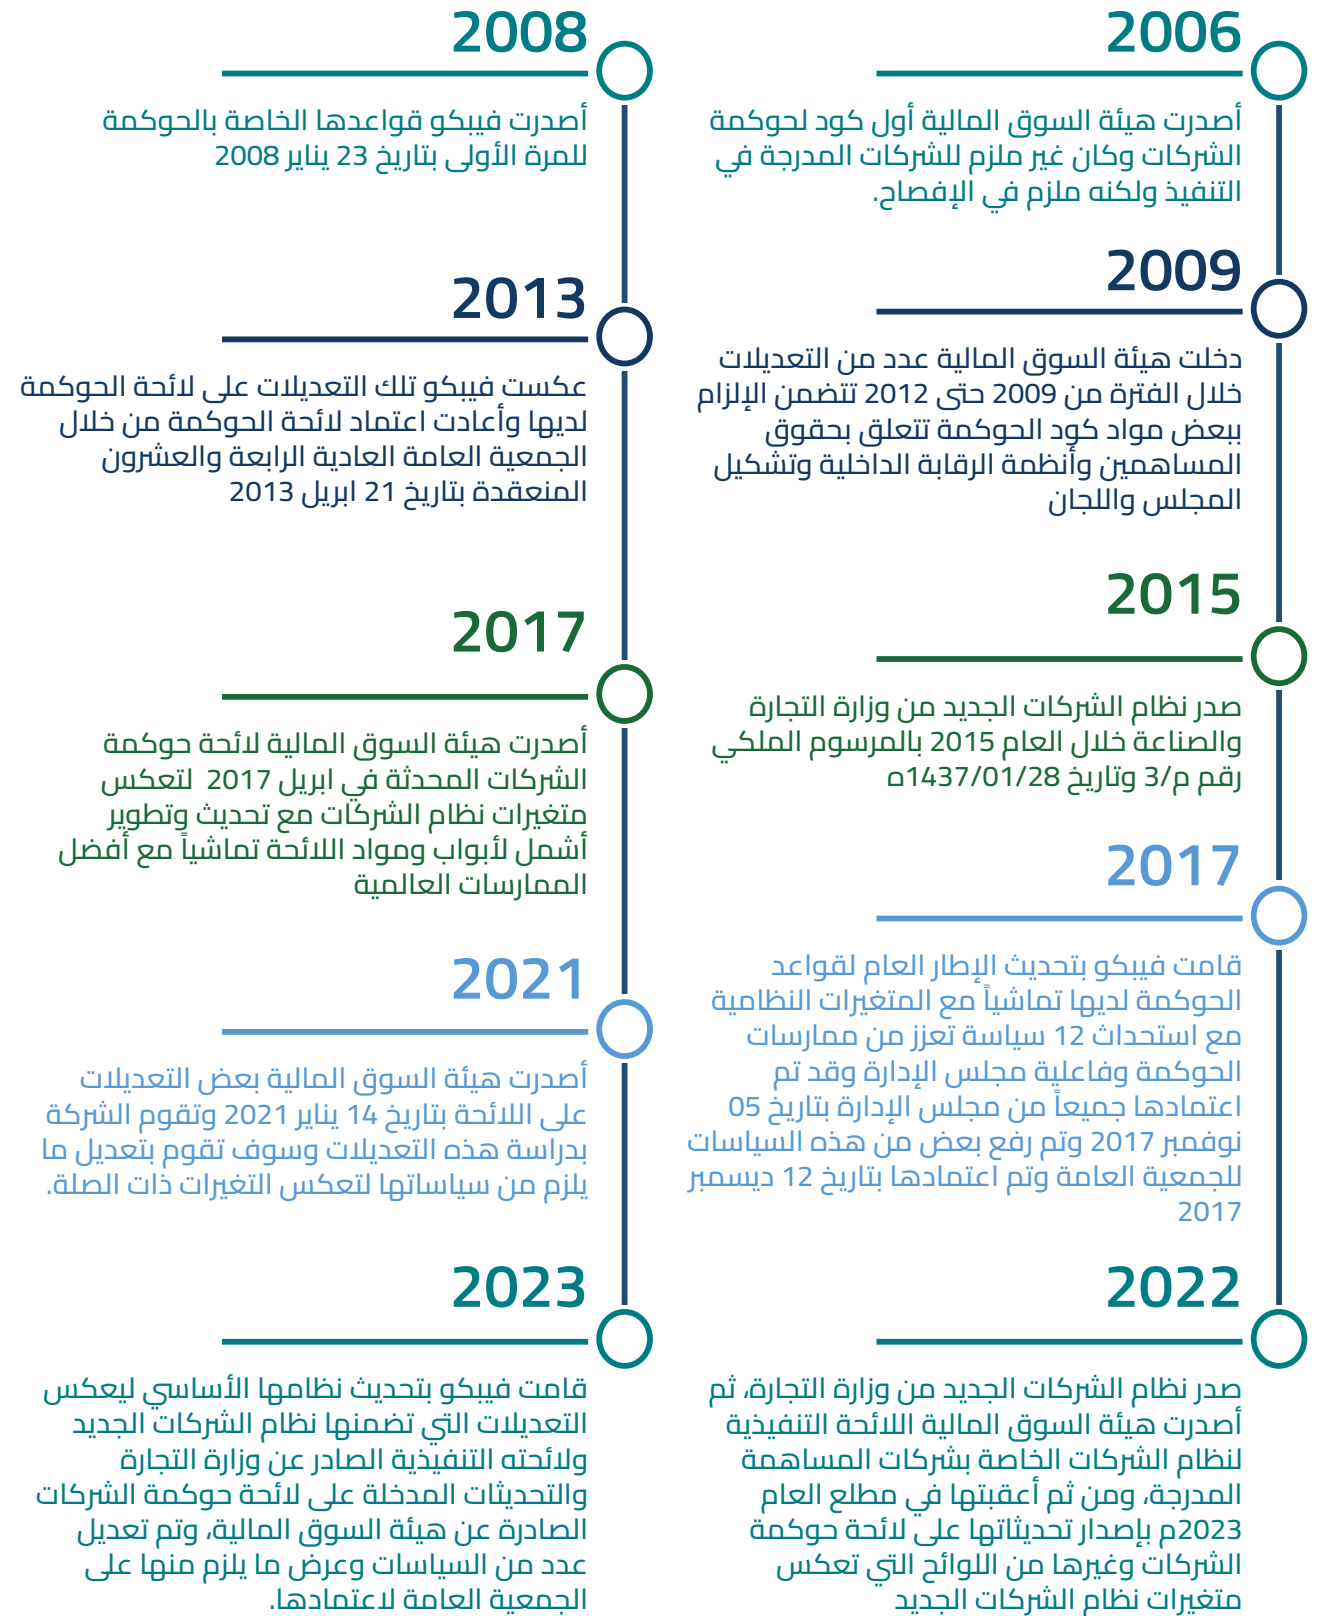 2006
أصدرت هيئة السوق المالية أول كود لحوكمة
الشركات وكان غير ملزم للشركات المدرجة في
التنفيذ ولكنه ملزم في الإفصاح.
2008
أصدرت فيبكو قواعدها الخاصة بالحوكمة
للمرة الأولى بتاريخ 23 يناير 2008
2009
دخلت هيئة السوق المالية عدد من التعديلات
خلال الفترة من 2009 حتى 2012 تتضمن الإلزام
ببعض مواد كود الحوكمة تتعلق بحقوق
المساهمين وأنظمة الرقابة الداخلية وتشكيل
المجلس واللجان
2013
عكست فيبكو تلك التعديلات على لائحة الحوكمة
لديها وأعادت اعتماد لائحة الحوكمة من خلال
الجمعية العامة العادية الرابعة والعشرون
المنعقدة بتاريخ 21 ابريل 2013
2015
صدر نظام الشركات الجديد من وزارة التجارة
والصناعة خلال العام 2015 بالمرسوم الملكي
رقم م/3 وتاريخ 1437/01/28ه
2017
أصدرت هيئة السوق المالية لائحة حوكمة
الشركات المحدثة في ابريل 2017 لتعكس
متغيرات نظام الشركات مع تحديث وتطوير
أشمل لأبواب ومواد اللائحة تماشياً مع أفضل
الممارسات العالمية
2017
قامت فيبكو بتحديث الإطار العام لقواعد
الحوكمة لديها تماشياً مع المتغيرات النظامية
مع استحداث 12 سياسة تعزز من ممارسات
الحوكمة وفاعلية مجلس الإدارة وقد تم
اعتمادها جميعاً من مجلس الإدارة بتاريخ 05
نوفمبر 2017 وتم رفع بعض من هذه السياسات
للجمعية العامة وتم اعتمادها بتاريخ 12 ديسمبر
2017
2021
أصدرت هيئة السوق المالية بعض التعديلات
على اللائحة بتاريخ 14 يناير 2021 وتقوم الشركة
بدراسة هذه التعديلات وسوف تقوم بتعديل ما
يلزم من سياساتها لتعكس التغيرات ذات الصلة.
2022
صدر نظام الشركات الجديد من وزارة التجارة، ثم
أصدرت هيئة السوق المالية اللائحة التنفيذية
لنظام الشركات الخاصة بشركات المساهمة
المدرجة، ومن ثم أعقبتها في مطلع العام
2023م بإصدار تحديثاتها على لائحة حوكمة
الشركات وغيرها من اللوائح التي تعكس
متغيرات نظام الشركات الجديد
2023
قامت فيبكو بتحديث نظامها الأساسي ليعكس
التعديلات التي تضمنها نظام الشركات الجديد
ولائحته التنفيذية الصادر عن وزارة التجارة
والتحديثات المدخلة على لائحة حوكمة الشركات
الصادرة عن هيئة السوق المالية، وتم تعديل
عدد من السياسات وعرض ما يلزم منها على
الجمعية العامة لاعتمادها.